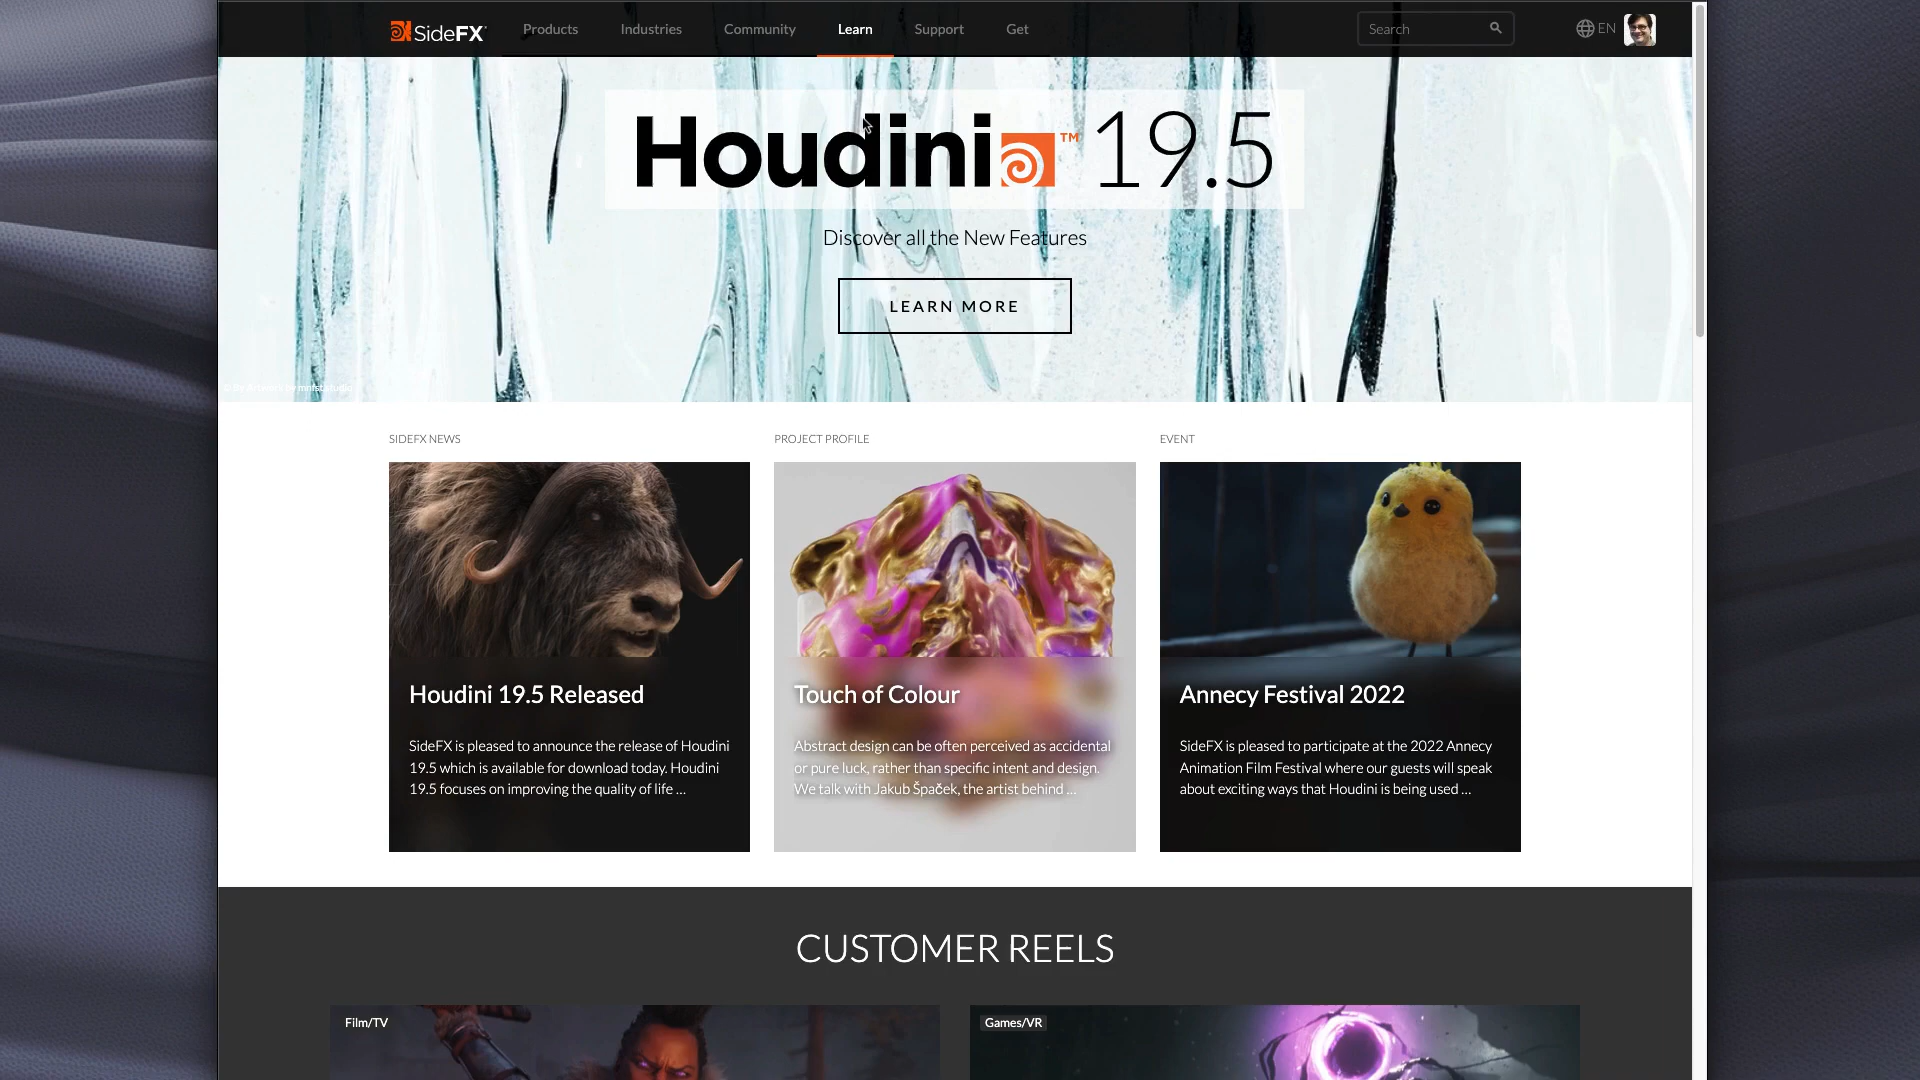 SideFX
Products
Industries
Community
Learn
Support
Get
Search
EN
Houdini™ 19.5
Discover all the New Features
LEARN MORE
SIDEFX NEWS
PROJECT PROFILE
EVENT
Houdini 19.5 Released
SideFX is pleased to announce the release of Houdini
19.5 which is available for download today. Houdini
19.5 focuses on improving the quality of life ...
Touch of Colour
Abstract design can be often perceived as accidental
or pure luck, rather than specific intent and design.
We talk with Jakub Špaček, the artist behind ...
Annecy Festival 2022
SideFX is pleased to participate at the 2022 Annecy
Animation Film Festival where our guests will speak
about exciting ways that Houdini is being used ...
CUSTOMER REELS
Film/TV
Games/VR